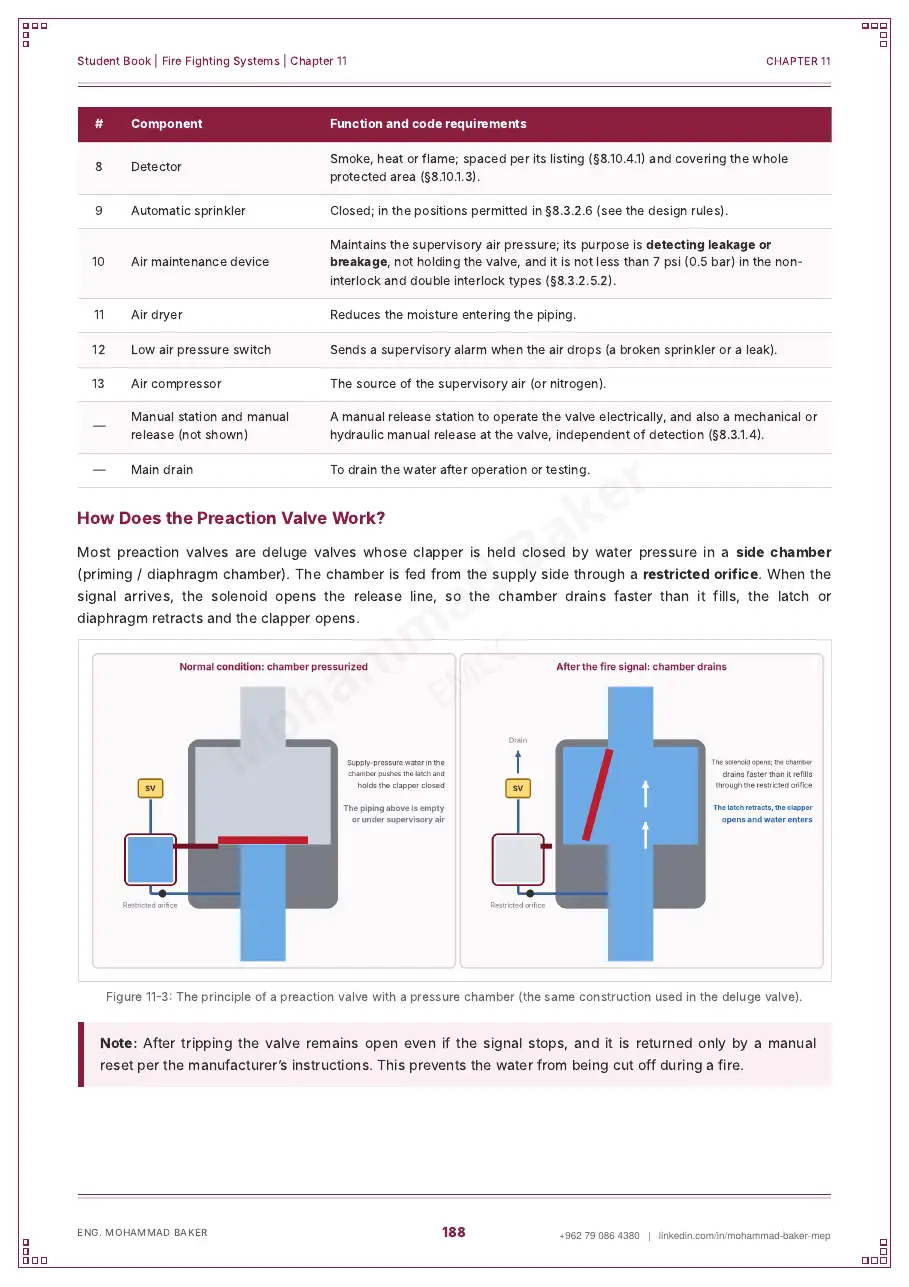 Student Book | Fire Fighting Systems | Chapter 11
CHAPTER 11
# Component Function and code requirements
8 Detector Smoke, heat or flame; spaced per its listing (§8.10.4.1) and covering the whole
protected area (§8.10.1.3).
9 Automatic sprinkler Closed; in the positions permitted in §8.3.2.6 (see the design rules).
10 Air maintenance device Maintains the supervisory air pressure; its purpose is detecting leakage or
breakage, not holding the valve, and it is not less than 7 psi (0.5 bar) in the non-
interlock and double interlock types (§8.3.2.5.2).
11 Air dryer Reduces the moisture entering the piping.
12 Low air pressure switch Sends a supervisory alarm when the air drops (a broken sprinkler or a leak).
13 Air compressor The source of the supervisory air (or nitrogen).
— Manual station and manual
release (not shown)
A manual release station to operate the valve electrically, and also a mechanical or
hydraulic manual release at the valve, independent of detection (§8.3.1.4).
— Main drain To drain the water after operation or testing.
How Does the Preaction Valve Work?
Most preaction valves are deluge valves whose clapper is held closed by water pressure in a side chamber
(priming / diaphragm chamber). The chamber is fed from the supply side through a restricted orifice. When the
signal arrives, the solenoid opens the release line, so the chamber drains faster than it fills, the latch or
diaphragm retracts and the clapper opens.
Normal condition: chamber pressurized
SV
Supply-pressure water in the
chamber pushes the latch and
holds the clapper closed
The piping above is empty
or under supervisory air
Restricted orifice
After the fire signal: chamber drains
Drain
SV
The solenoid opens; the chamber
drains faster than it refills
through the restricted orifice
The latch retracts, the clapper
opens and water enters
Restricted orifice
Mohammad Baker
EMCC
Figure 11-3: The principle of a preaction valve with a pressure chamber (the same construction used in the deluge valve).
Note: After tripping the valve remains open even if the signal stops, and it is returned only by a manual
reset per the manufacturer’s instructions. This prevents the water from being cut off during a fire.
ENG. MOHAMMAD BAKER
188
+962 79 086 4380 | linkedin.com/in/mohammad-baker-mep